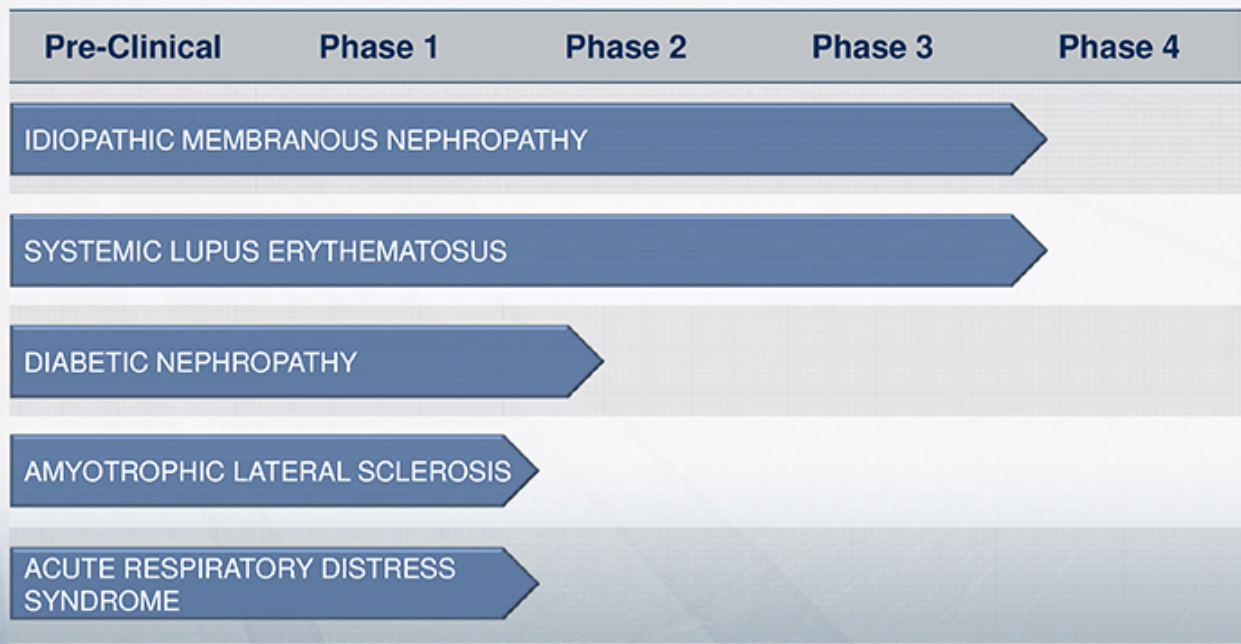 Pre-Clinical Phase 1 Phase 2 Phase 3 Phase 4
IDIOPATHIC MEMBRANOUS NEPHROPATHY
SYSTEMIC LUPUS ERYTHEMATOSUS
DIABETIC NEPHROPATHY
AMYOTROPHIC LATERAL SCLEROSIS
ACUTE RESPIRATORY DISTRESS
SYNDROME